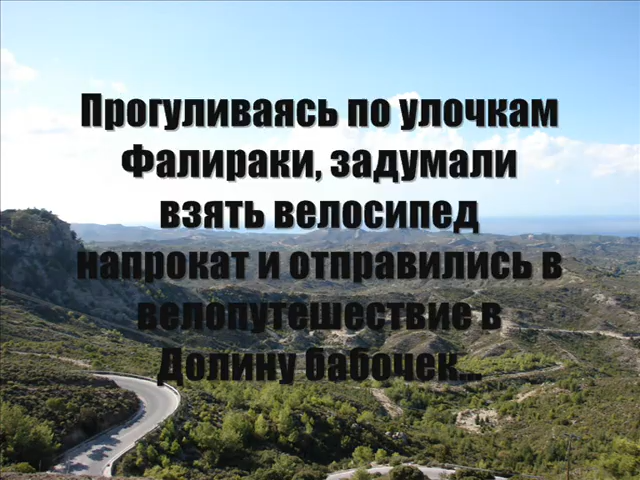 Прогуливаясь по улочкам
Фалираки, задумали
взять велосипед
напрокат и отправились в
велопутешествие в
Долину бабочек...